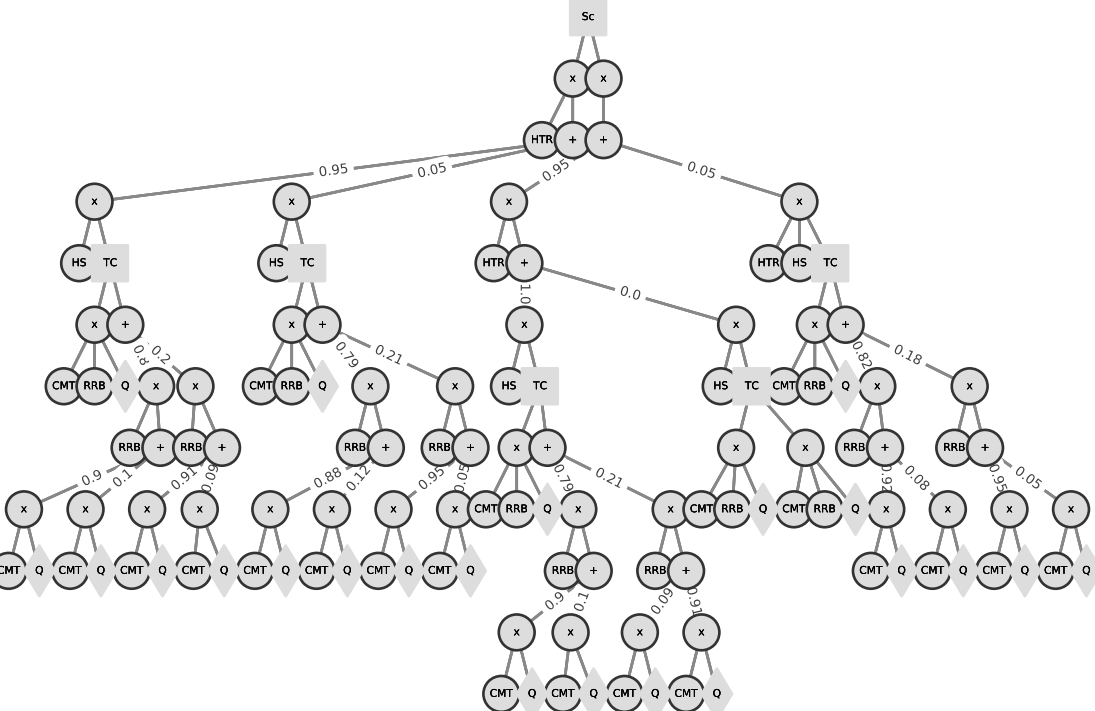 Sc
x x
HTR + +
0.95 0.05 0.95 0.05
x x x x
HS TC HS TC HTR + HTR HS TC
1.0 0.0
x + x + x x x +
0.8 0.2 0.79 0.21 0.82 0.18
CMT RRB Q x x CMT RRB Q x x HS TC HS TC CMT RRB Q x x
RRB + RRB + RRB + RRB + x + x x RRB + RRB +
0.9 0.1 0.91 0.09 0.88 0.12 0.95 0.05 0.79 0.21 0.92 0.08 0.95 0.05
x x x x x x x x CMT RRB Q x x CMT RRB Q CMT RRB Q x x x x
CMT Q CMT Q CMT Q CMT Q CMT Q CMT Q CMT Q CMT Q RRB + RRB + CMT Q CMT Q CMT Q CMT Q
0.9 0.1 0.09 0.91
x x x x
CMT Q CMT Q CMT Q CMT Q